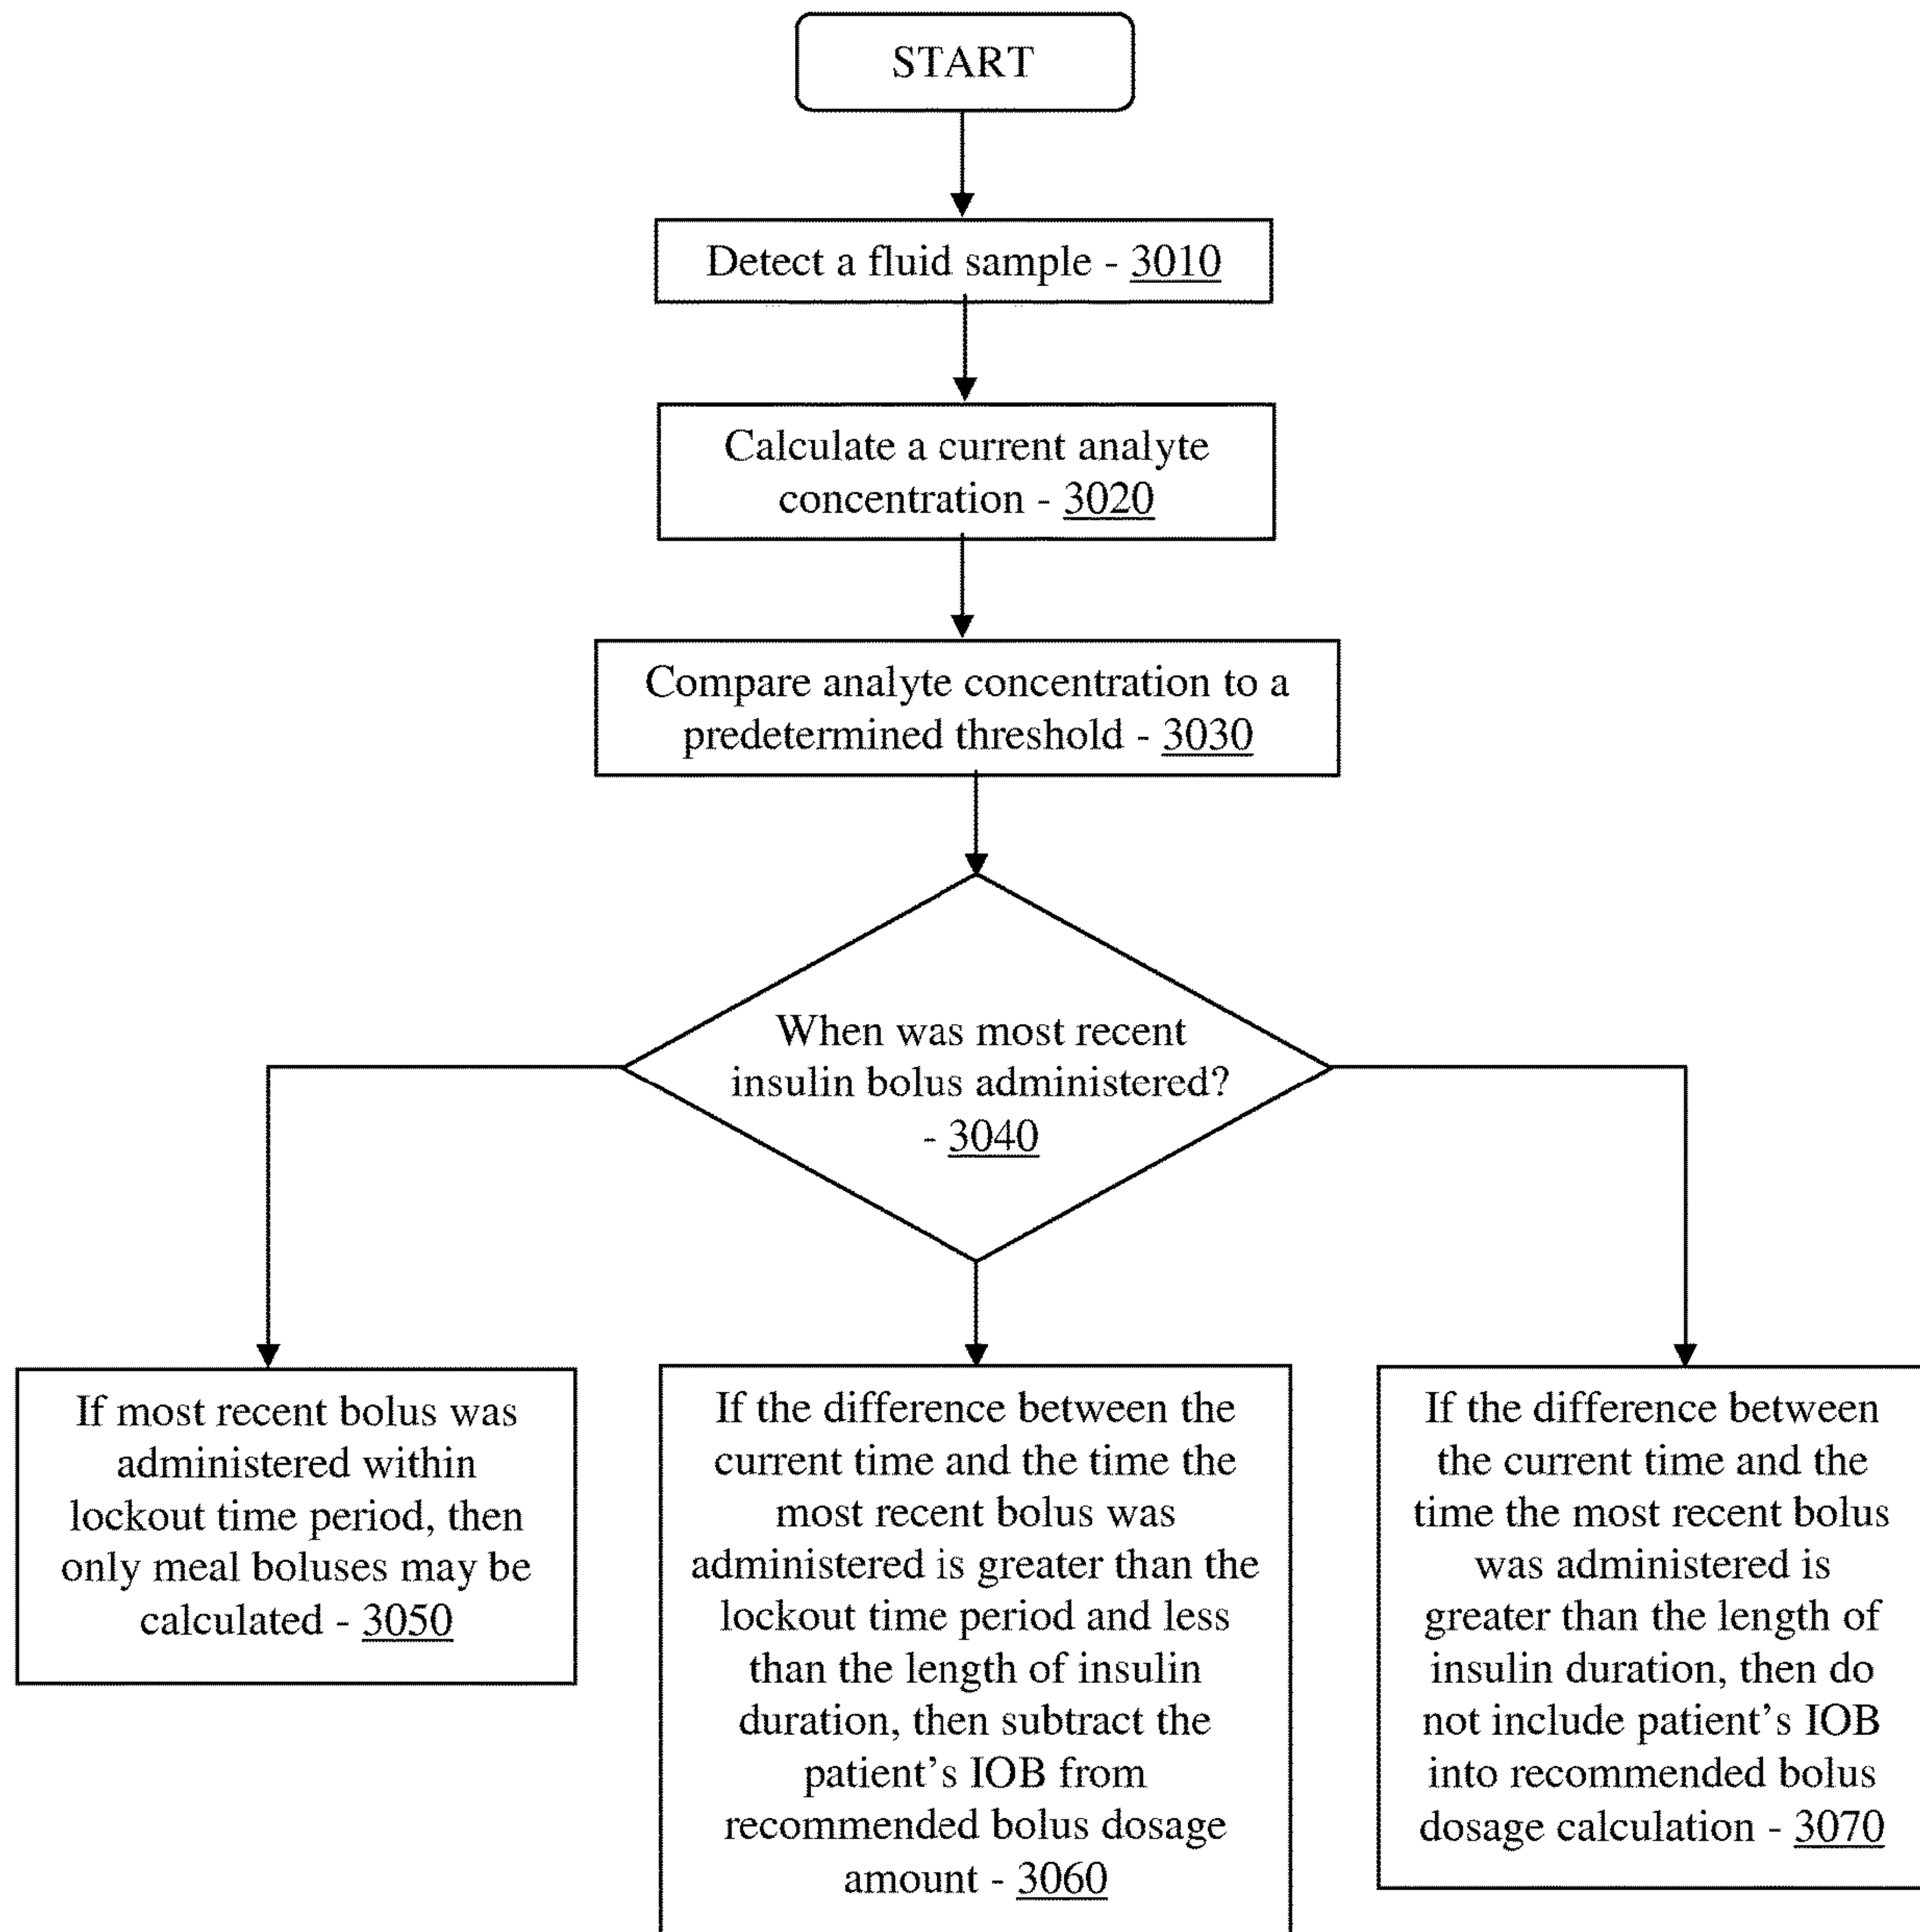 START
Detect a fluid sample - 3010
Calculate a current analyte
concentration - 3020
Compare analyte concentration to a
predetermined threshold - 3030
When was most recent
insulin bolus administered?
- 3040
If most recent bolus was
administered within
lockout time period, then
only meal boluses may be
calculated - 3050
If the difference between the
current time and the time the
most recent bolus was
administered is greater than the
lockout time period and less
than the length of insulin
duration, then subtract the
patient’s IOB from
recommended bolus dosage
amount - 3060
If the difference between
the current time and the
time the most recent bolus
was administered is
greater than the length of
insulin duration, then do
not include patient’s IOB
into recommended bolus
dosage calculation - 3070